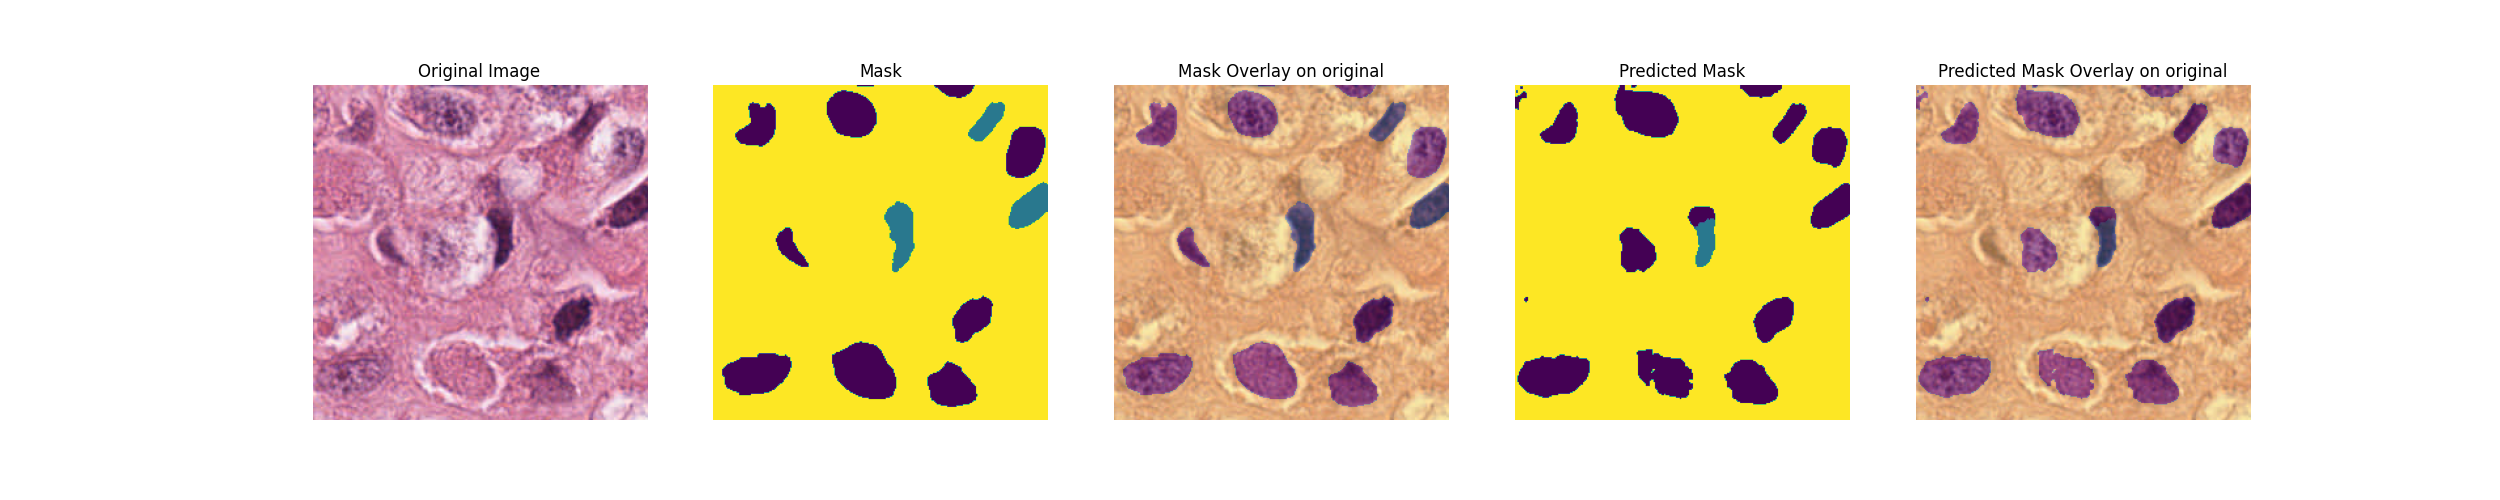 Original Image
Mask
Mask Overlay on original
Predicted Mask
Predicted Mask Overlay on original